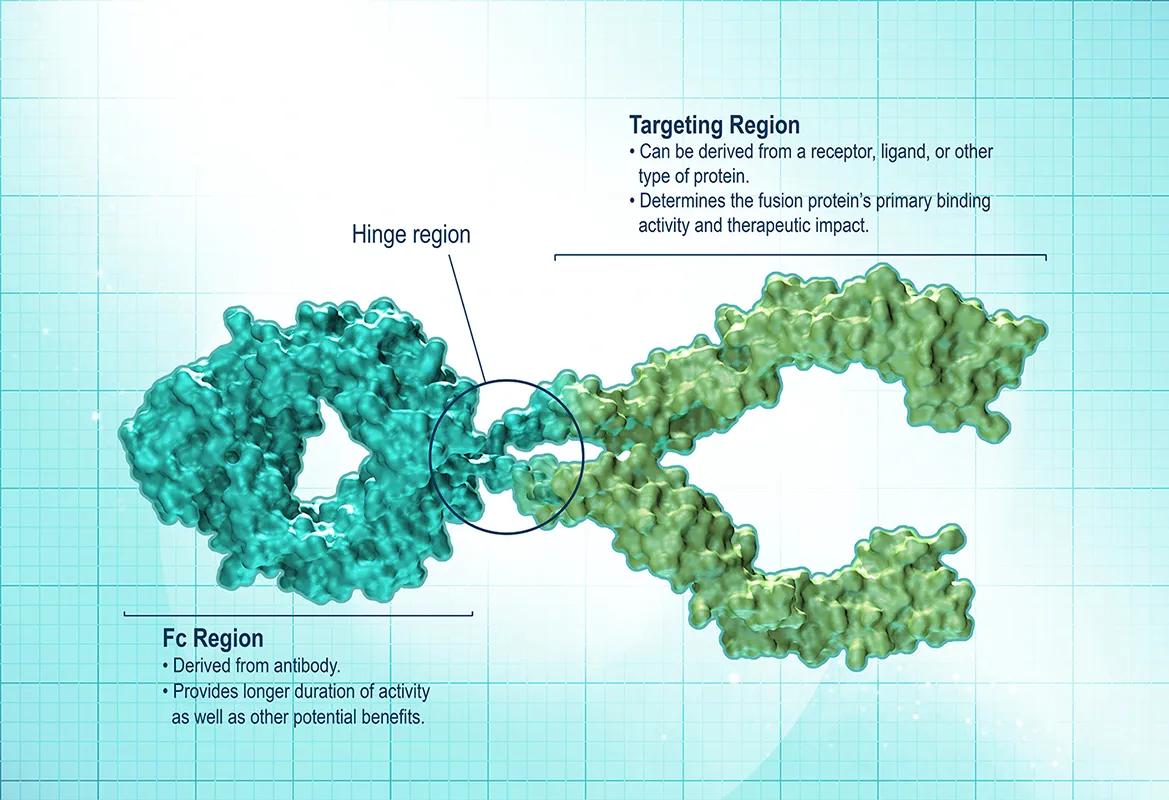 Targeting Region
• Can be derived from a receptor, ligand, or other
type of protein.
• Determines the fusion protein’s primary binding
activity and therapeutic impact.
Hinge region
Fc Region
• Derived from antibody.
• Provides longer duration of activity
as well as other potential benefits.